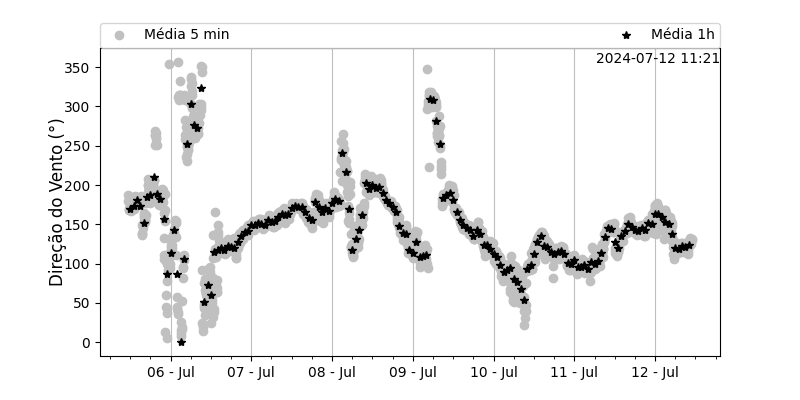 Média 5 min
Média 1h
2024-07-12 11:21
Direção do Vento (°)
350
300
250
200
150
100
50
0
06 - Jul
07 - Jul
08 - Jul
09 - Jul
10 - Jul
11 - Jul
12 - Jul